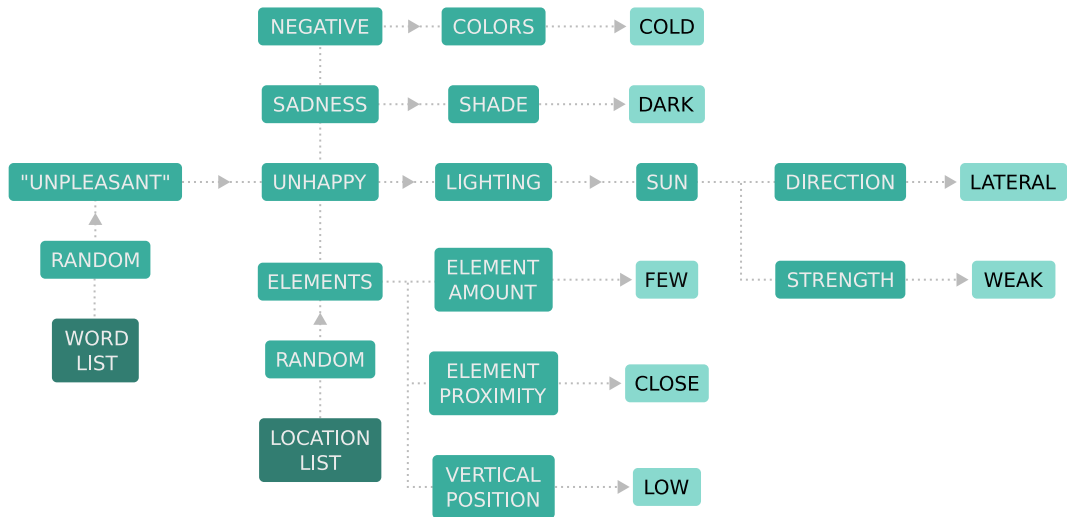 NEGATIVE
COLORS
COLD
SADNESS
SHADE
DARK
"UNPLEASANT"
UNHAPPY
LIGHTING
SUN
DIRECTION
LATERAL
RANDOM
ELEMENTS
ELEMENT
AMOUNT
FEW
STRENGTH
WEAK
WORD
LIST
RANDOM
ELEMENT
PROXIMITY
CLOSE
LOCATION
LIST
VERTICAL
POSITION
LOW